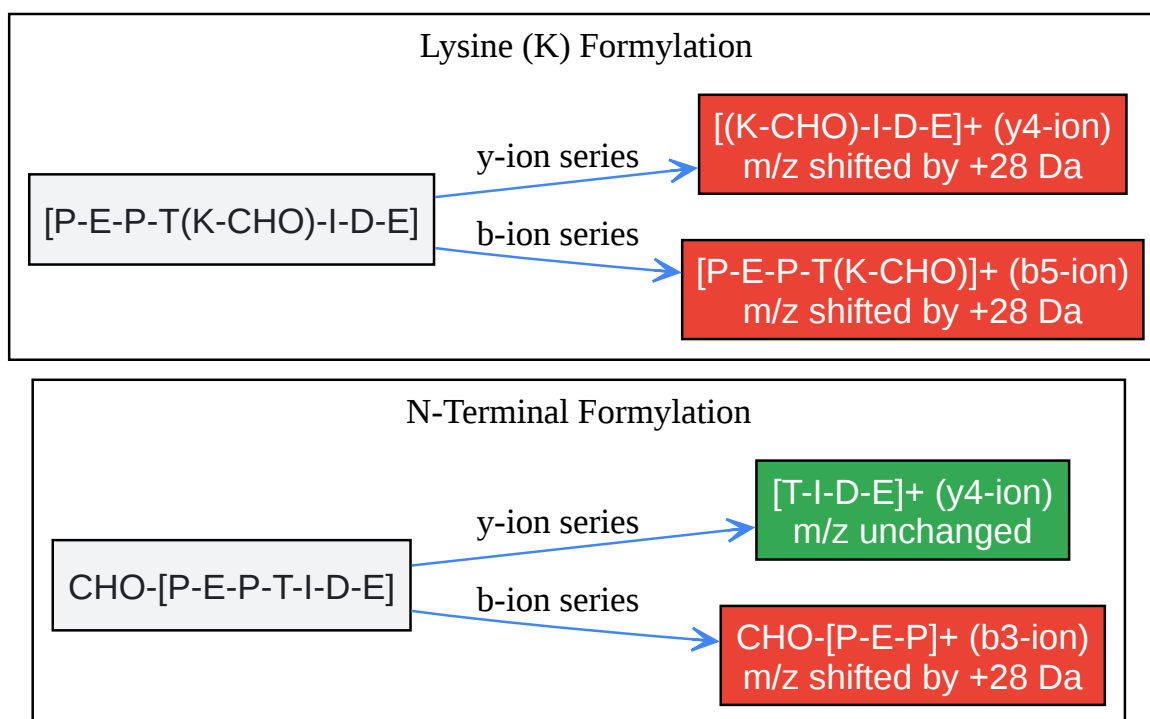 Lysine (K) Formylation
[P-E-P-T(K-CHO)-I-D-E]
y-ion series
[(K-CHO)-I-D-E]+ (y4-ion)
m/z shifted by +28 Da
b-ion series
[P-E-P-T(K-CHO)]+ (b5-ion)
m/z shifted by +28 Da
N-Terminal Formylation
CHO-[P-E-P-T-I-D-E]
y-ion series
[T-I-D-E]+ (y4-ion)
m/z unchanged
b-ion series
CHO-[P-E-P]+ (b3-ion)
m/z shifted by +28 Da